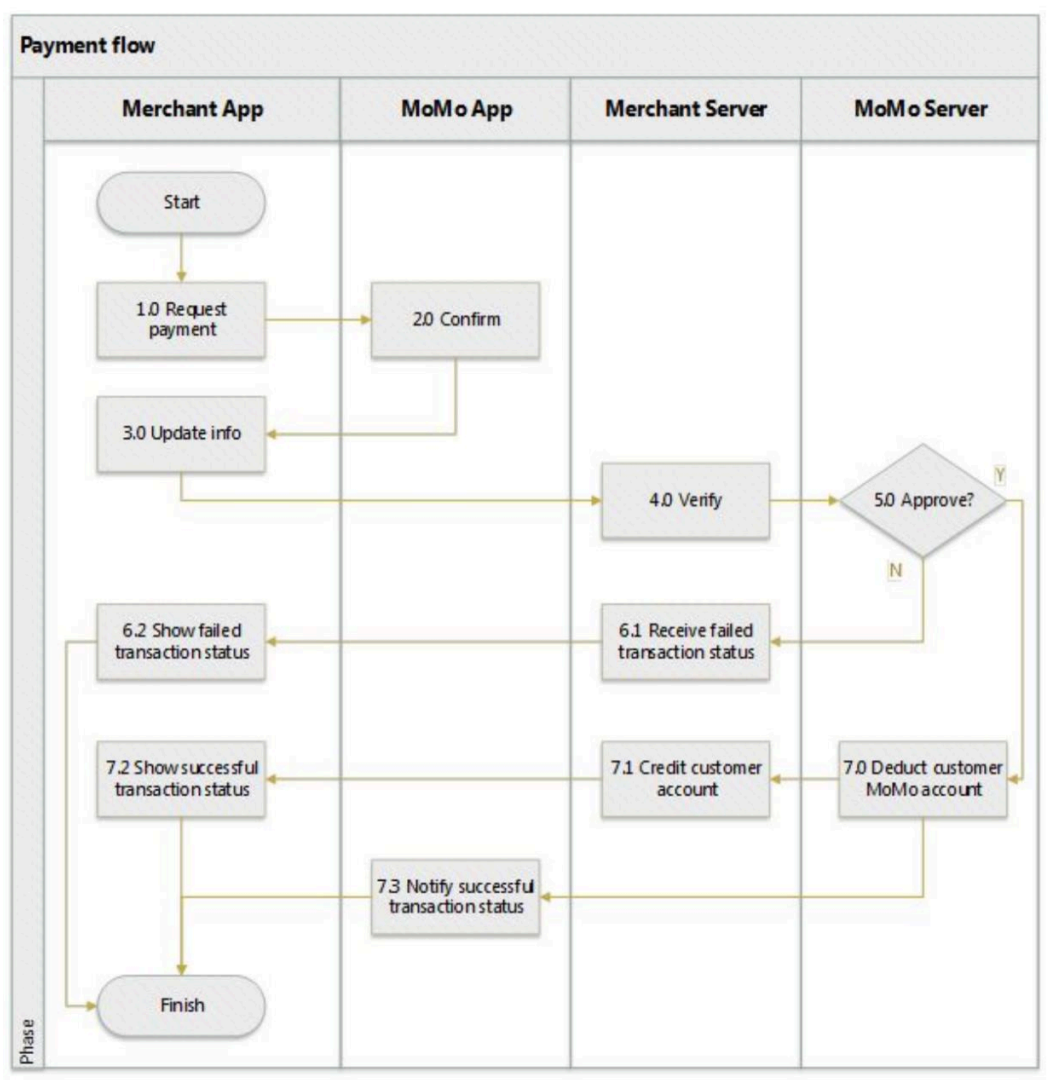 Payment flow
Merchant App
MoMo App
Merchant Server
MoMo Server
Start
1.0 Request
payment
2.0 Confirm
3.0 Update info
4.0 Verify
5.0 Approve?
Y
N
6.2 Show failed
transaction status
6.1 Receive failed
transaction status
7.2 Show successful
transaction status
7.1 Credit customer
account
7.0 Deduct customer
MoMo account
7.3 Notify successful
transaction status
Finish
Phase